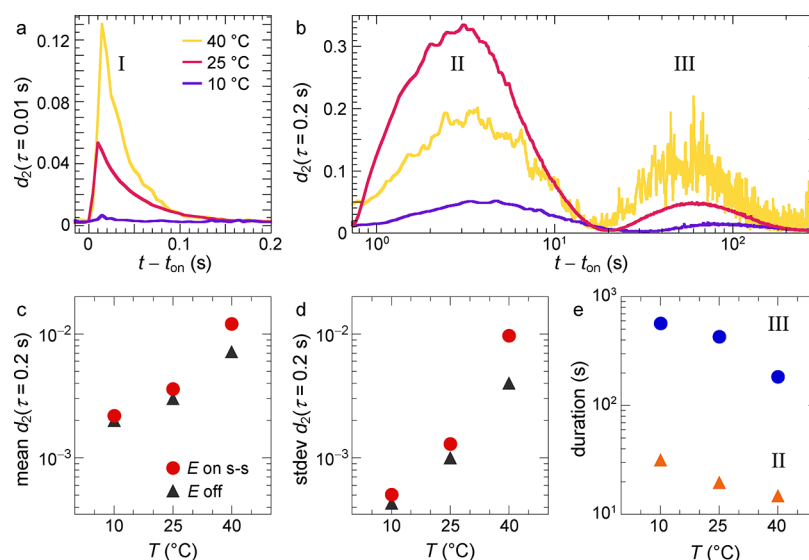 a
I
40 °C
25 °C
10 °C
0.12
0.08
0.04
0
d₂(τ = 0.01 s)
0
0.1
0.2
t – tₒₙ (s)
b
II
III
0.3
0.2
0.1
0
d₂(τ = 0.2 s)
10⁰
10¹
10²
t – tₒₙ (s)
c
10⁻²
10⁻³
mean d₂(τ = 0.2 s)
E on s-s
E off
10
25
40
T (°C)
d
10⁻²
10⁻³
stdev d₂(τ = 0.2 s)
10
25
40
T (°C)
e
III
II
10³
10²
10¹
duration (s)
10
25
40
T (°C)